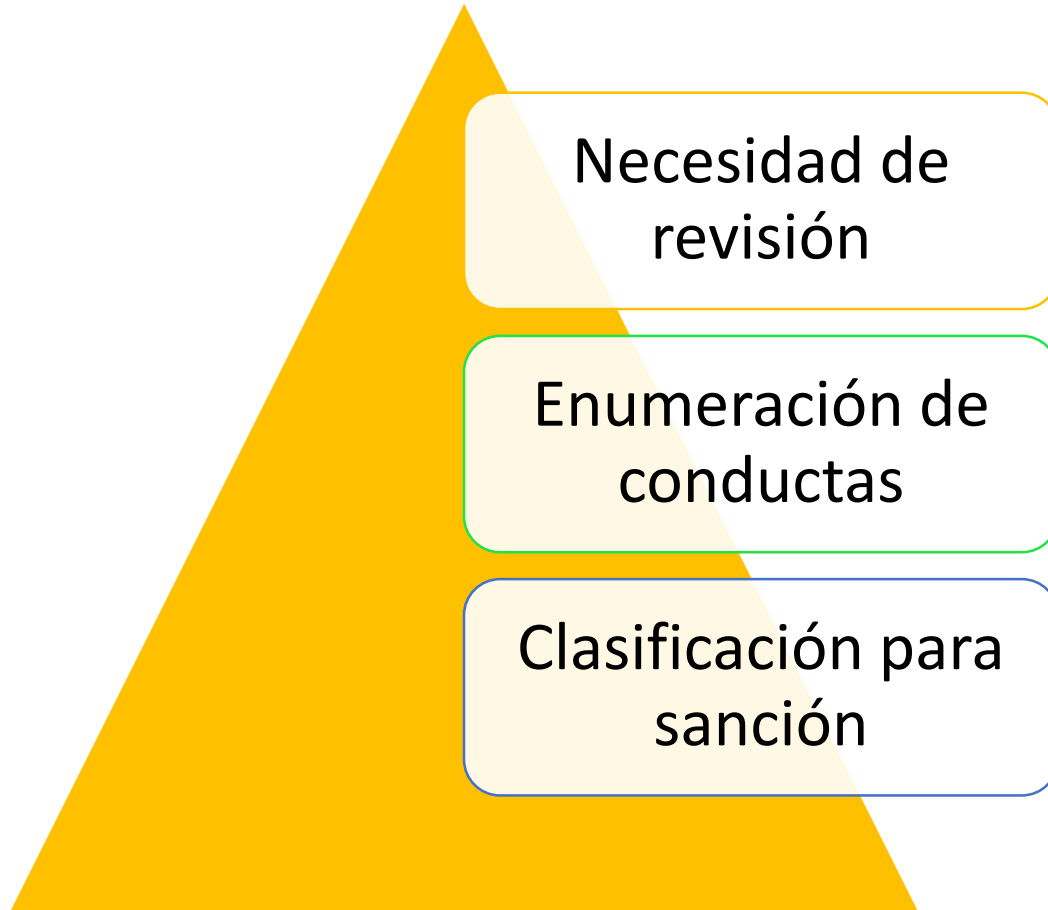 Necesidad de
revisión
Enumeración de
conductas
Clasificación para
sanción